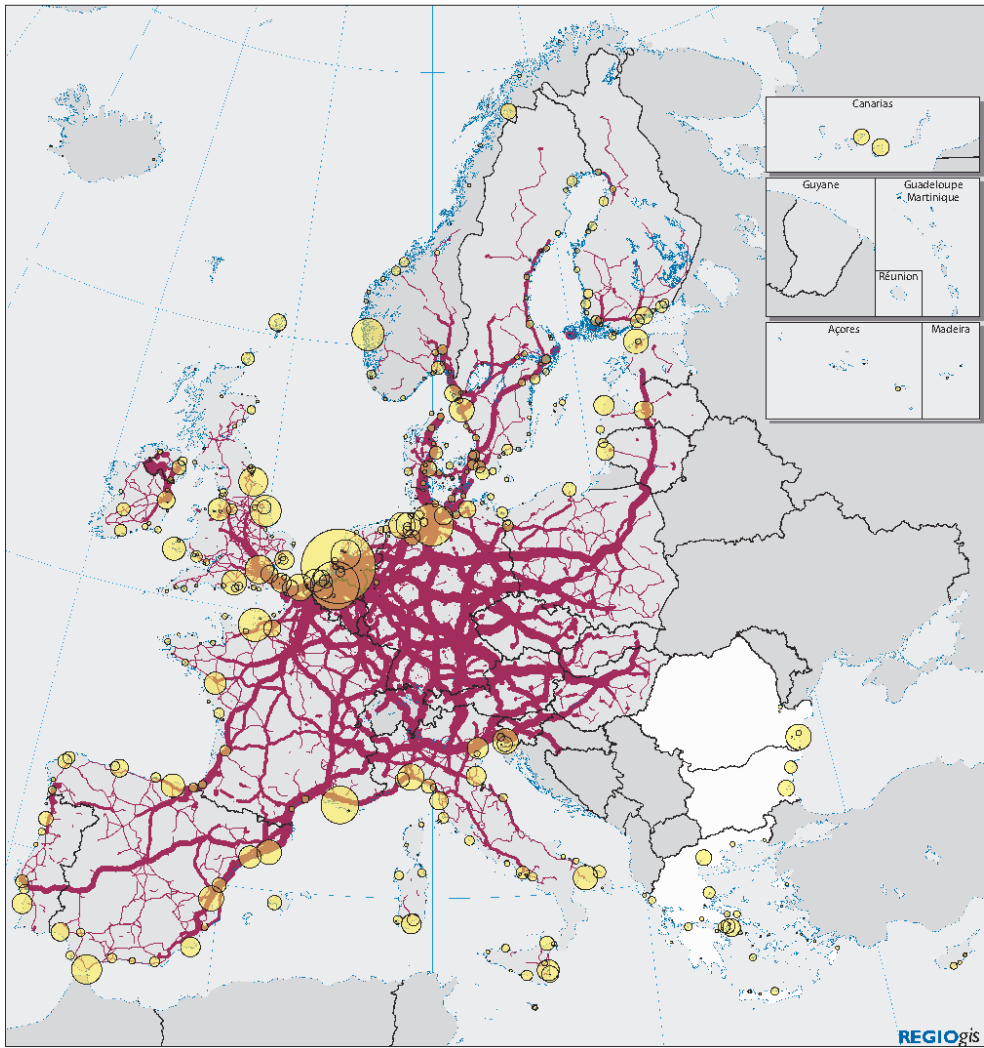 Canarias
Guyane
Guadeloupe
Martinique
Réunion
Açores
Madeira
REGIOgis